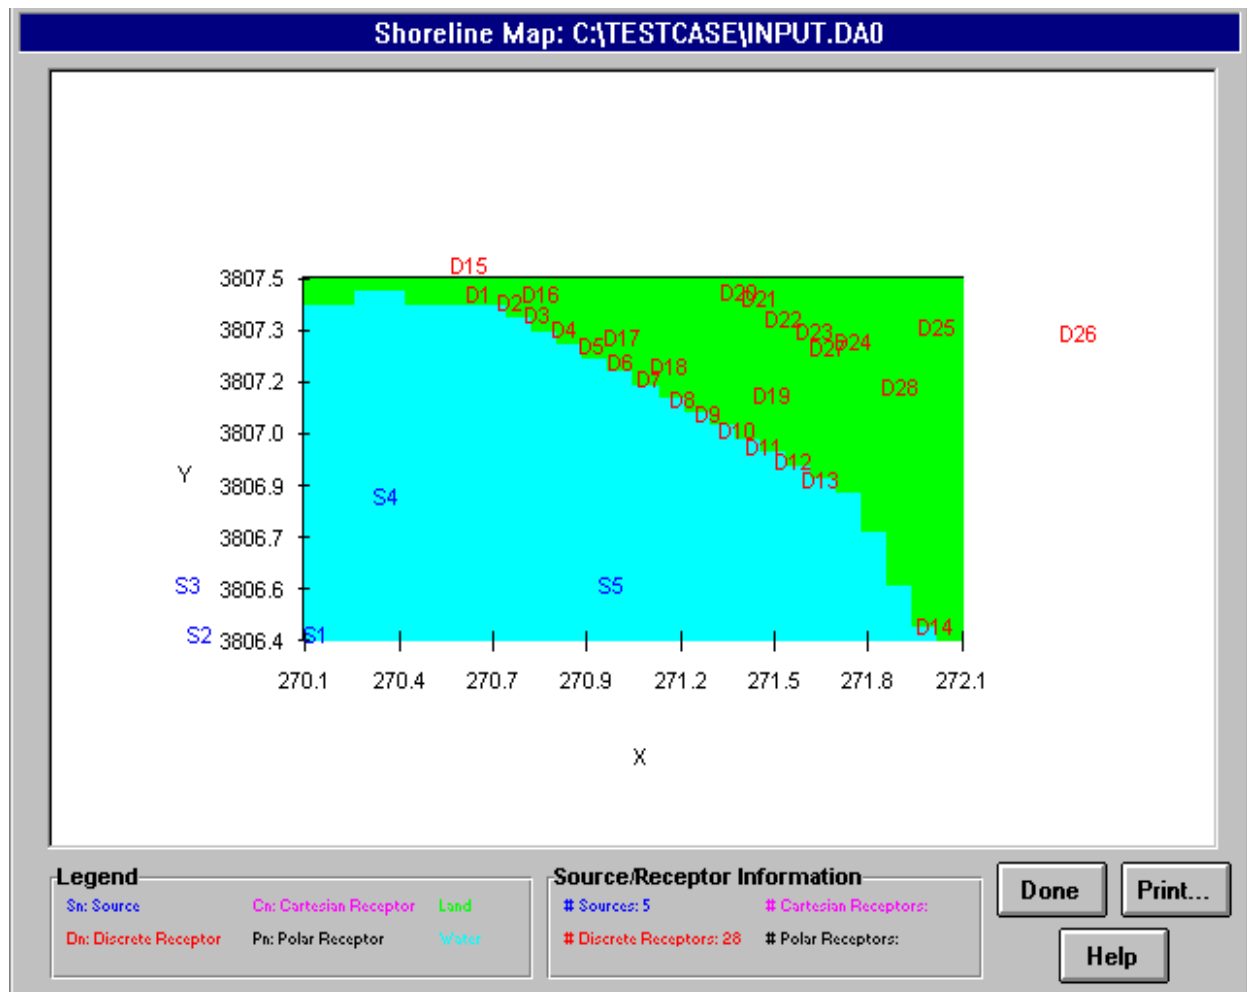 Shoreline Map: C:\TESTCASE\INPUT.DA0
D15
3807.5
D1 D16 D20 D21
D2
D3 D22
3807.3 D4 D17 D23 D24 D25 D26
D5 D27
D6 D18
3807.2 D7 D28
D8 D19
D9
3807.0 D10
D11
Y D12
3806.9 S4 D13
3806.7
S3 3806.6 S5
S2 3806.4 S1 D14
270.1 270.4 270.7 270.9 271.2 271.5 271.8 272.1
X
Legend
Sn: Source Cn: Cartesian Receptor Land
Dn: Discrete Receptor Pn: Polar Receptor Water
Source/Receptor Information
# Sources: 5 # Cartesian Receptors:
# Discrete Receptors: 28 # Polar Receptors:
Done Print...
Help